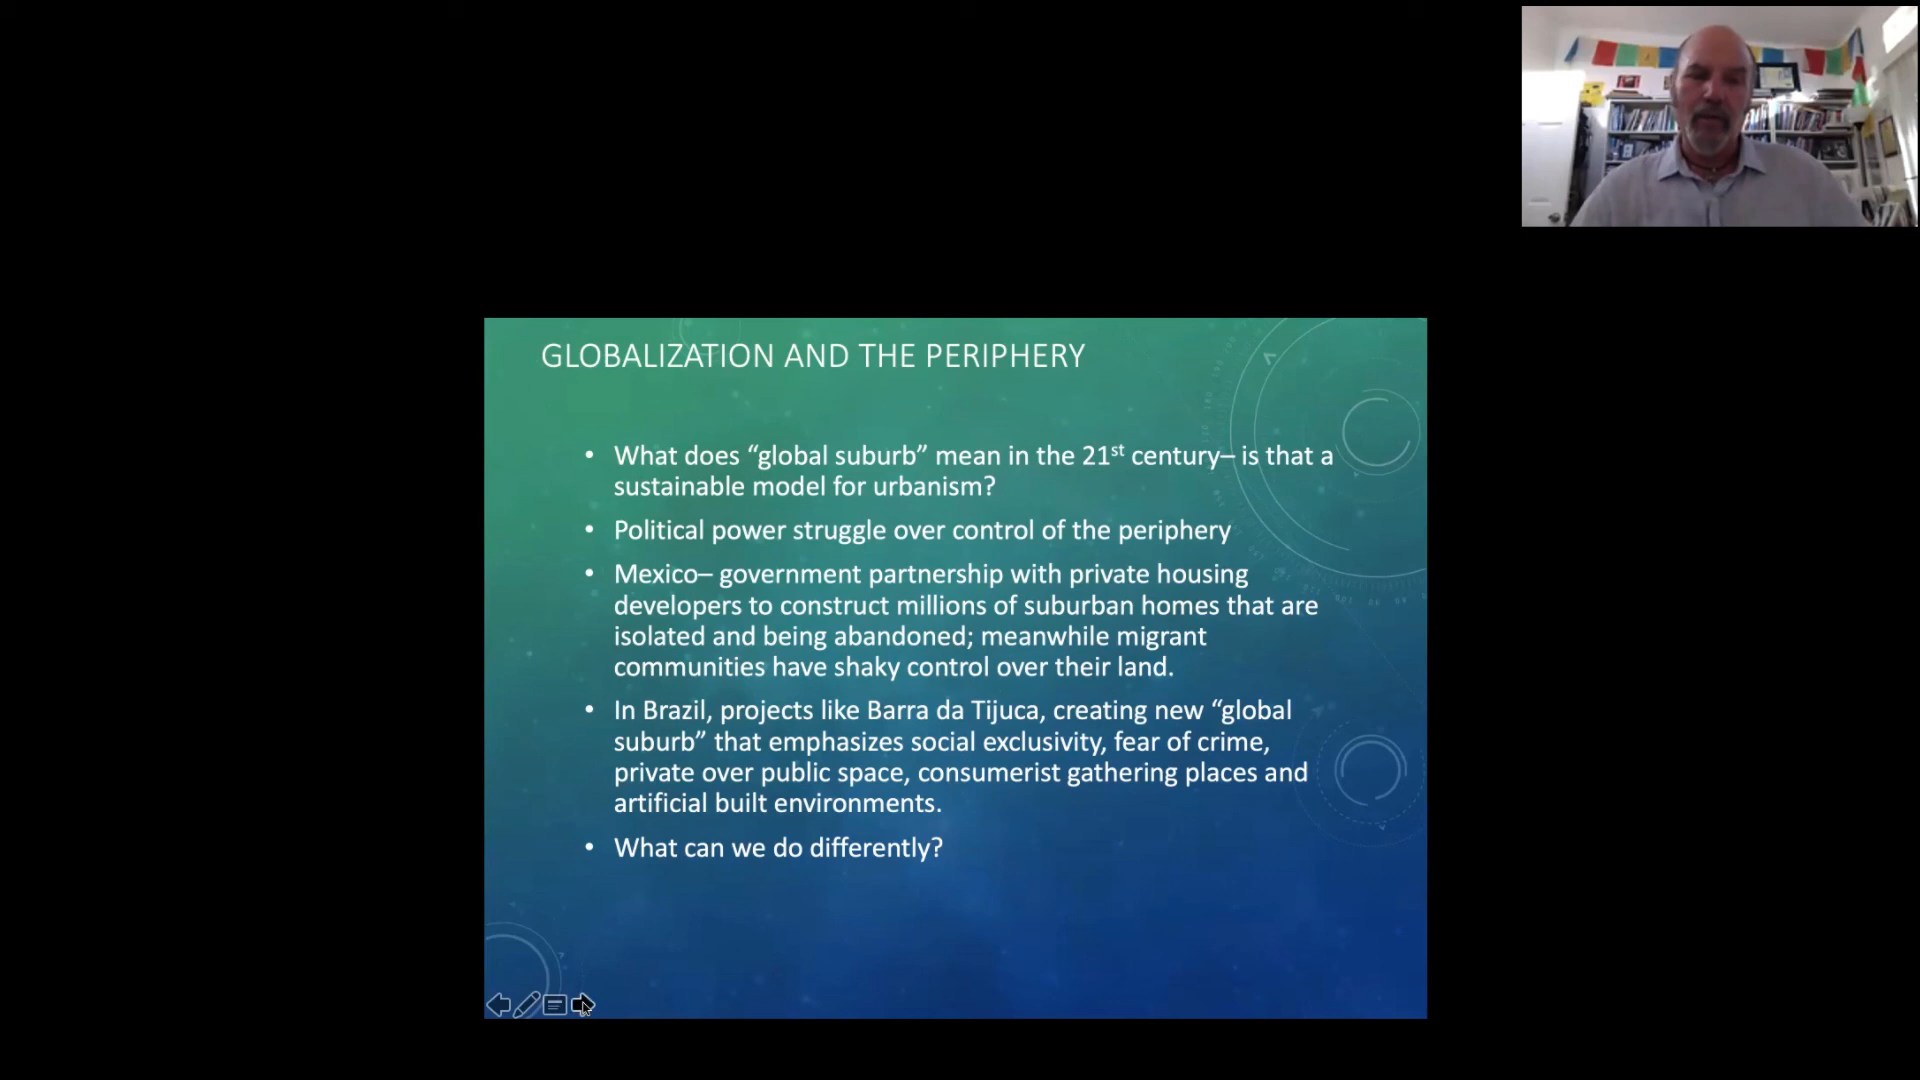 GLOBALIZATION AND THE PERIPHERY
• What does “global suburb” mean in the 21st century– is that a
sustainable model for urbanism?
• Political power struggle over control of the periphery
• Mexico– government partnership with private housing
developers to construct millions of suburban homes that are
isolated and being abandoned; meanwhile migrant
communities have shaky control over their land.
• In Brazil, projects like Barra da Tijuca, creating new “global
suburb” that emphasizes social exclusivity, fear of crime,
private over public space, consumerist gathering places and
artificial built environments.
• What can we do differently?